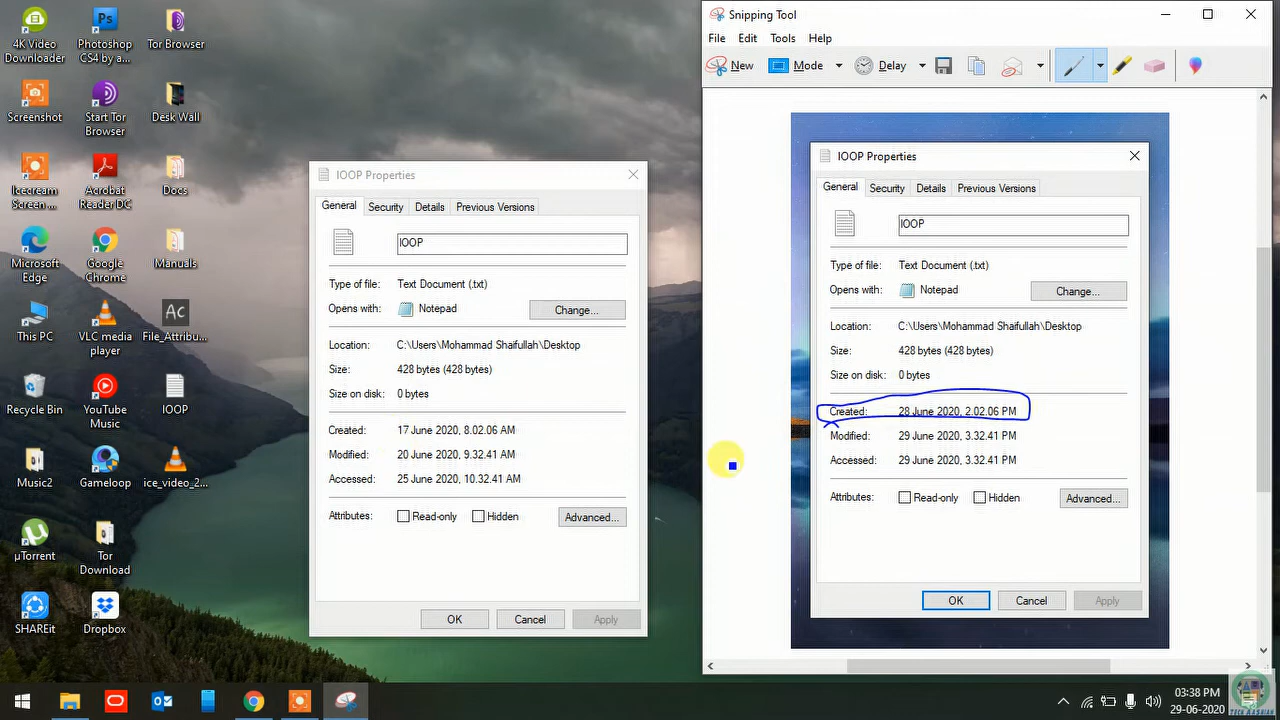 4K Video
Downloader
Photoshop
CS4 by a...
Tor Browser
Screenshot
Start Tor
Browser
Desk Wall
Icecream
Screen ...
Acrobat
Reader DC
Docs
Microsoft
Edge
Google
Chrome
Manuals
This PC
VLC media
player
Ac
File_Attribu...
Recycle Bin
YouTube
Music
IOOP
Music2
Gameloop
ice_video_2...
µTorrent
Tor
Download
SHAREit
Dropbox
IOOP Properties
General Security Details Previous Versions
IOOP
Type of file: Text Document (.txt)
Opens with: Notepad Change...
Location: C:\Users\Mohammad Shaifullah\Desktop
Size: 428 bytes (428 bytes)
Size on disk: 0 bytes
Created: 17 June 2020, 8.02.06 AM
Modified: 20 June 2020, 9.32.41 AM
Accessed: 25 June 2020, 10.32.41 AM
Attributes: Read-only Hidden Advanced...
OK Cancel Apply
Snipping Tool
File Edit Tools Help
New Mode Delay
IOOP Properties
General Security Details Previous Versions
IOOP
Type of file: Text Document (.txt)
Opens with: Notepad Change...
Location: C:\Users\Mohammad Shaifullah\Desktop
Size: 428 bytes (428 bytes)
Size on disk: 0 bytes
Created: 28 June 2020, 2.02.06 PM
Modified: 29 June 2020, 3.32.41 PM
Accessed: 29 June 2020, 3.32.41 PM
Attributes: Read-only Hidden Advanced...
OK Cancel Apply
03:38 PM
29-06-2020